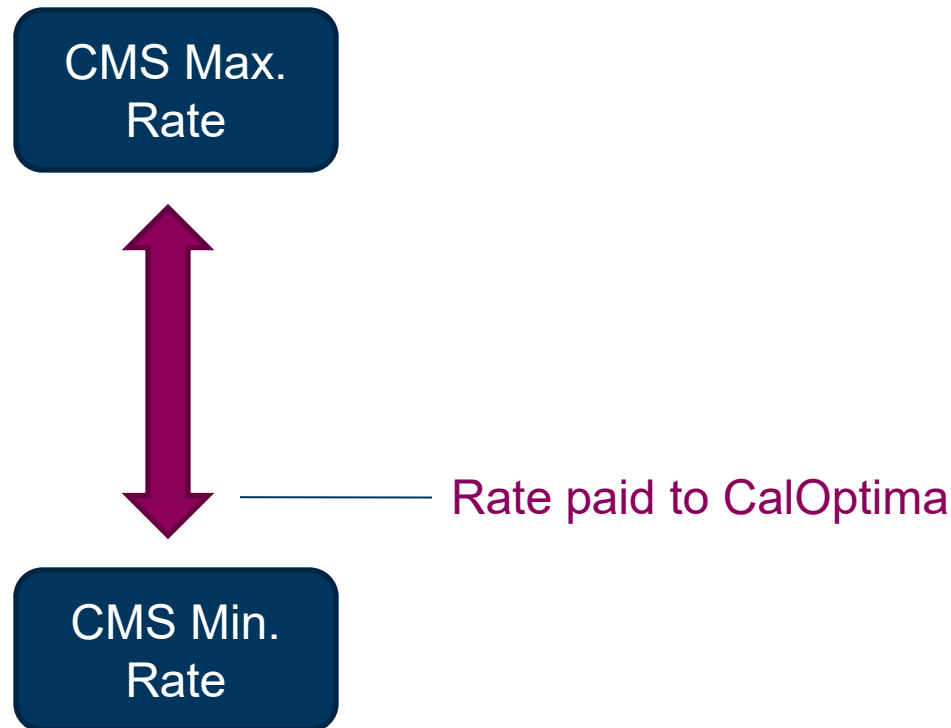 CMS Max.
Rate
Rate paid to CalOptima
CMS Min.
Rate